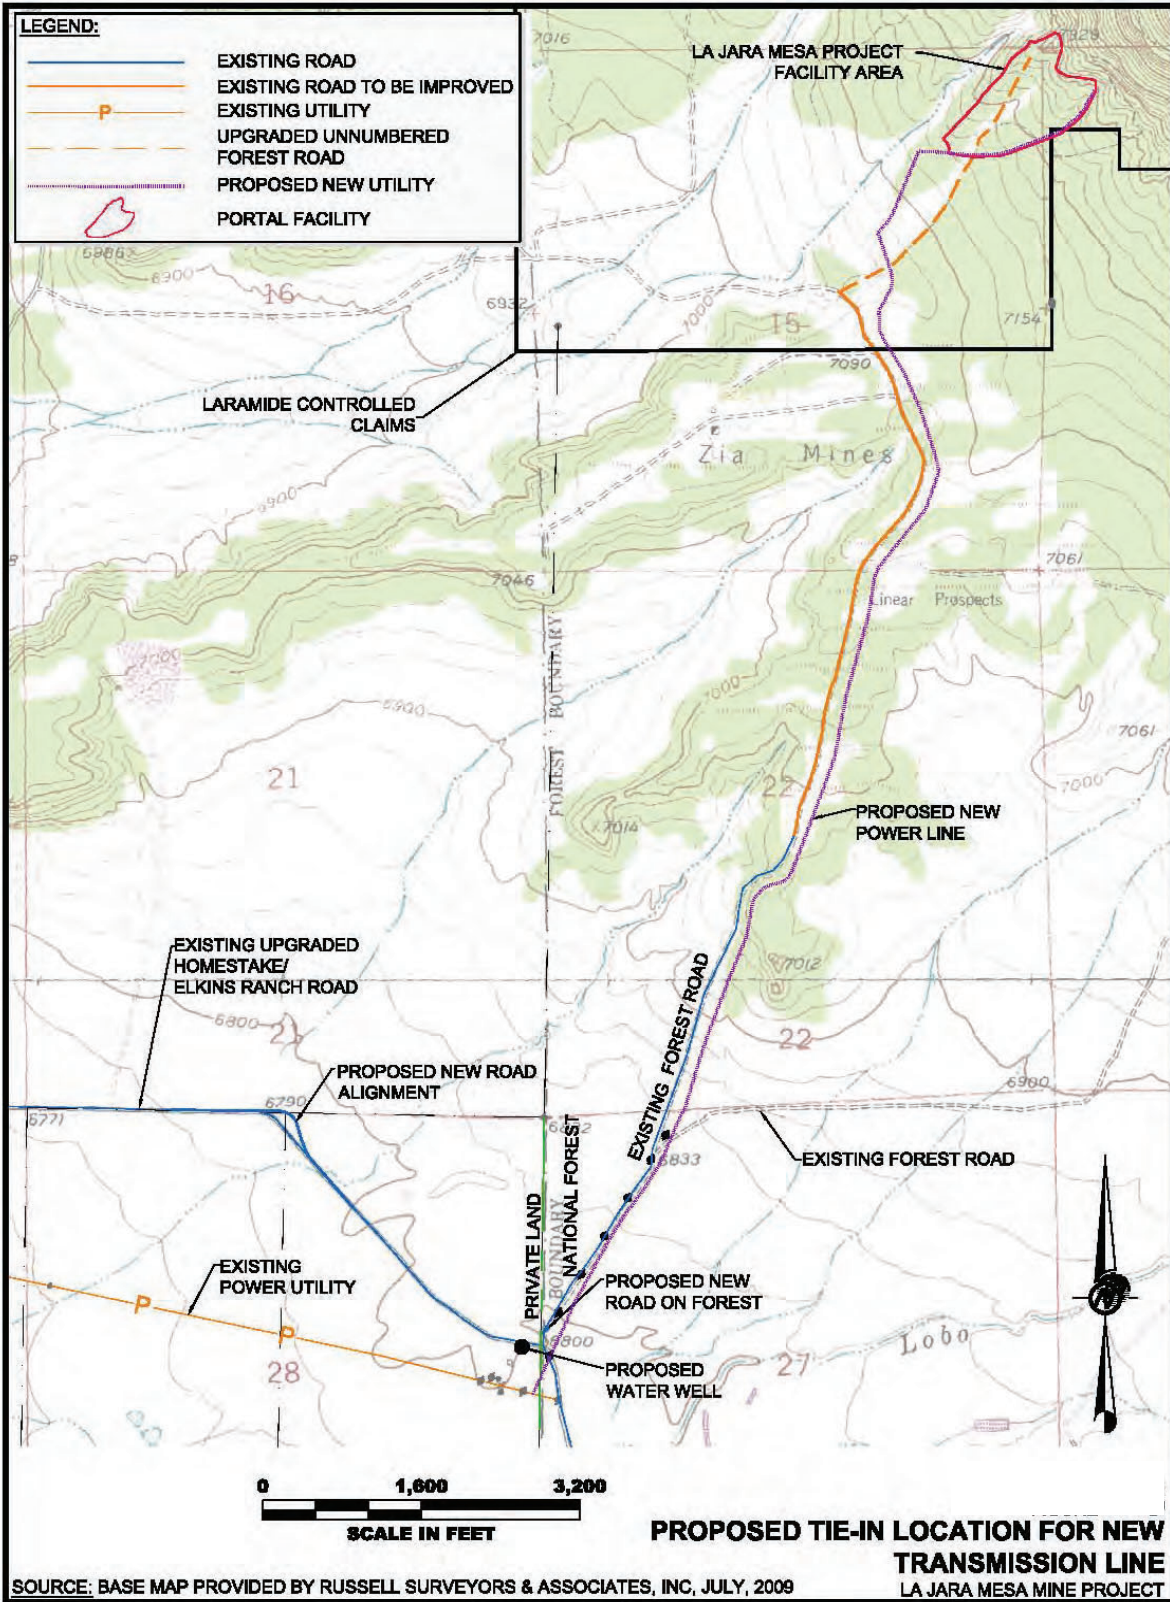 LEGEND:
EXISTING ROAD
EXISTING ROAD TO BE IMPROVED
P
EXISTING UTILITY
UPGRADED UNNUMBERED
FOREST ROAD
PROPOSED NEW UTILITY
PORTAL FACILITY
7016
LA JARA MESA PROJECT
FACILITY AREA
7329
6986
6900
16
6932
7000
15
7154
7090
LARAMIDE CONTROLLED
CLAIMS
Zia Mines
6900
7046
7061
Linear Prospects
7000
FOREST BOUNDARY
7000
6900
7061
21
22
7000
7014
PROPOSED NEW
POWER LINE
EXISTING UPGRADED
HOMESTAKE/
ELKINS RANCH ROAD
7012
6800
21
22
EXISTING FOREST ROAD
PROPOSED NEW ROAD
ALIGNMENT
6900
6771
6790
6833
EXISTING FOREST ROAD
PRIVATE LAND
NATIONAL FOREST
BOUNDARY
EXISTING
POWER UTILITY
PROPOSED NEW
ROAD ON FOREST
P
P
Lobo
28
27
PROPOSED
WATER WELL
0 1,600 3,200
SCALE IN FEET
PROPOSED TIE-IN LOCATION FOR NEW
TRANSMISSION LINE
LA JARA MESA MINE PROJECT
SOURCE: BASE MAP PROVIDED BY RUSSELL SURVEYORS & ASSOCIATES, INC, JULY, 2009